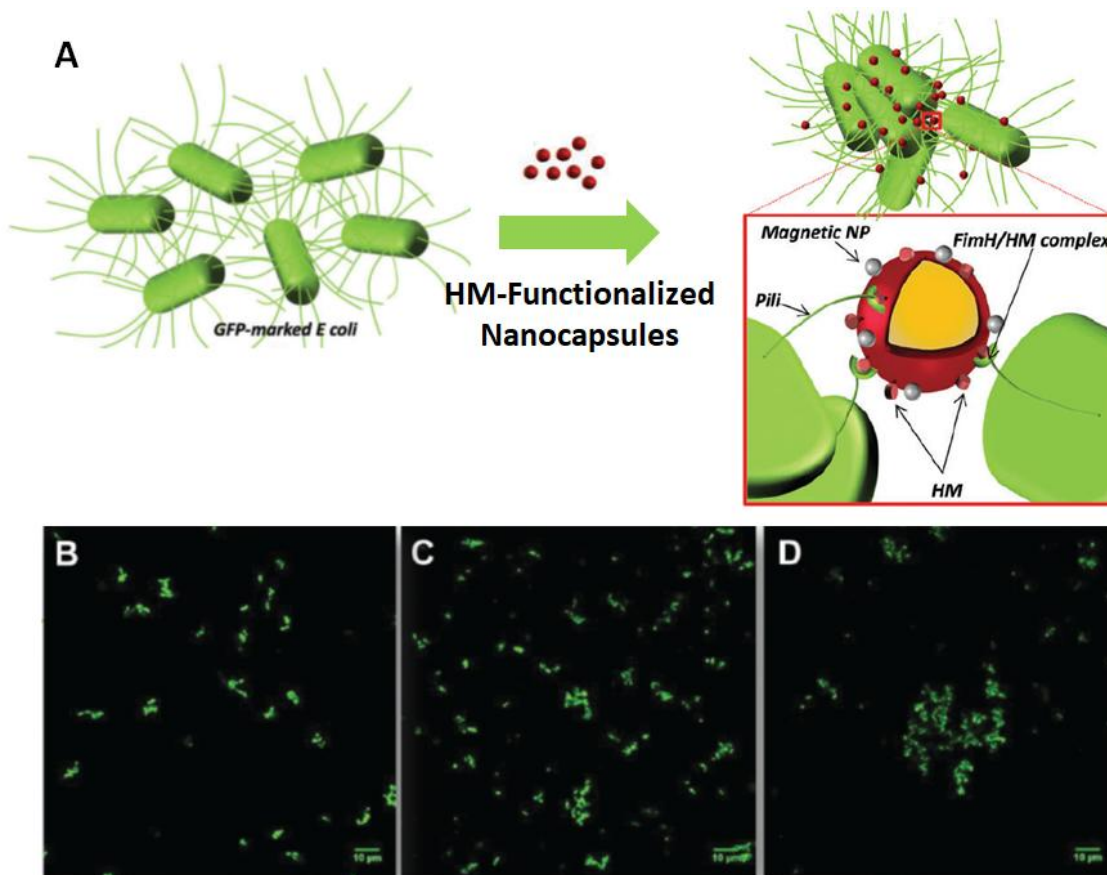 A
GFP-marked E coli
HM-Functionalized
Nanocapsules
Magnetic NP
FimH/HM complex
Pili
HM
B
C
D
10 µm
10 µm
10 µm